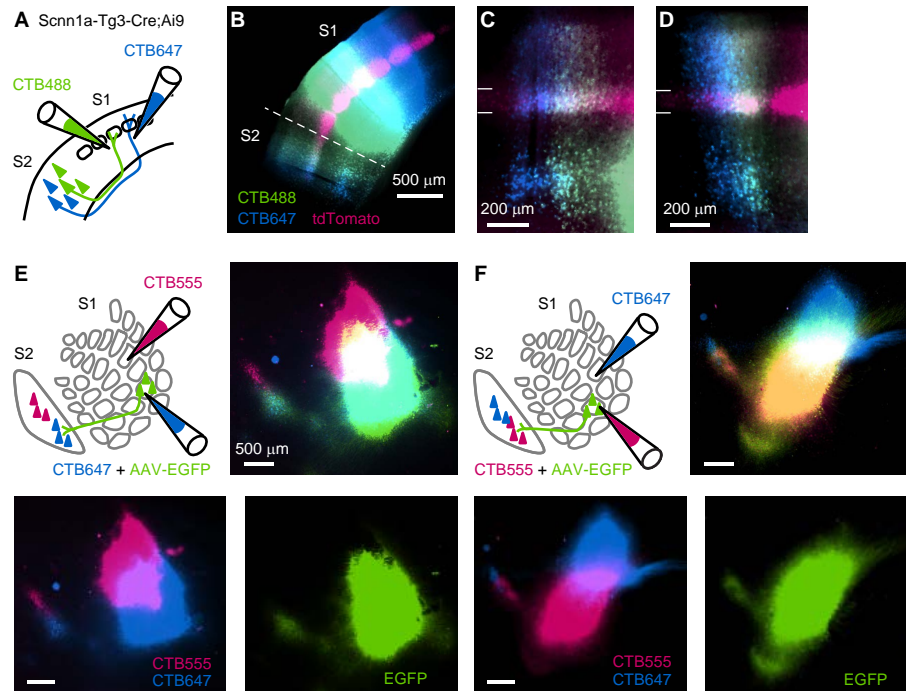 A Scnn1a-Tg3-Cre;Ai9
CTB647
CTB488
S1
S2
B
S1
S2
500 μm
CTB488
CTB647 tdTomato
C
200 μm
D
200 μm
E
CTB555
S1
S2
CTB647 + AAV-EGFP
500 μm
CTB555
CTB647
EGFP
F
CTB647
S1
S2
CTB555 + AAV-EGFP
CTB555
CTB647
EGFP